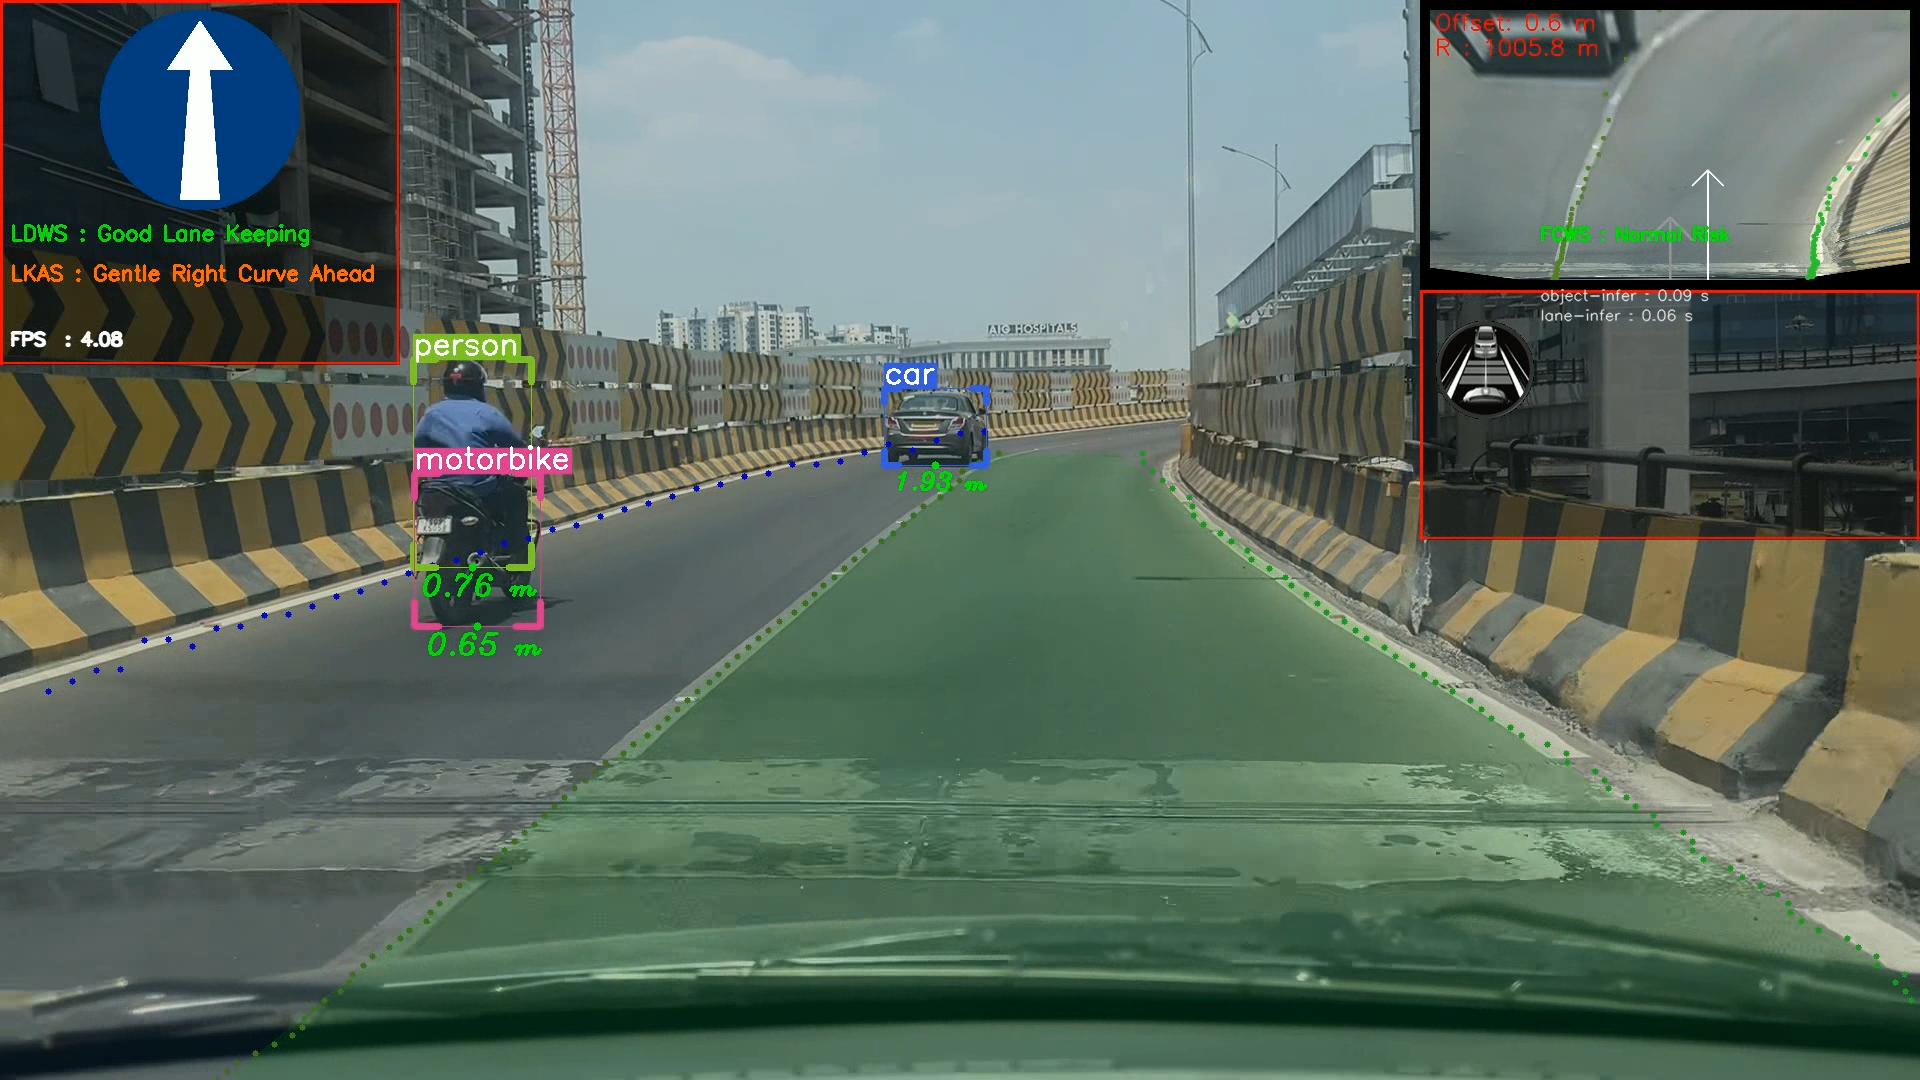 LDWS : Good Lane Keeping
LKAS : Gentle Right Curve Ahead
FPS : 4.08
Offset: 0.6 m
R : 1005.8 m
FCWS : Normal Risk
object-infer : 0.09 s
lane-infer : 0.06 s
AIG HOSPITALS
person
car
motorbike
1.93 m
0.76 m
0.65 m